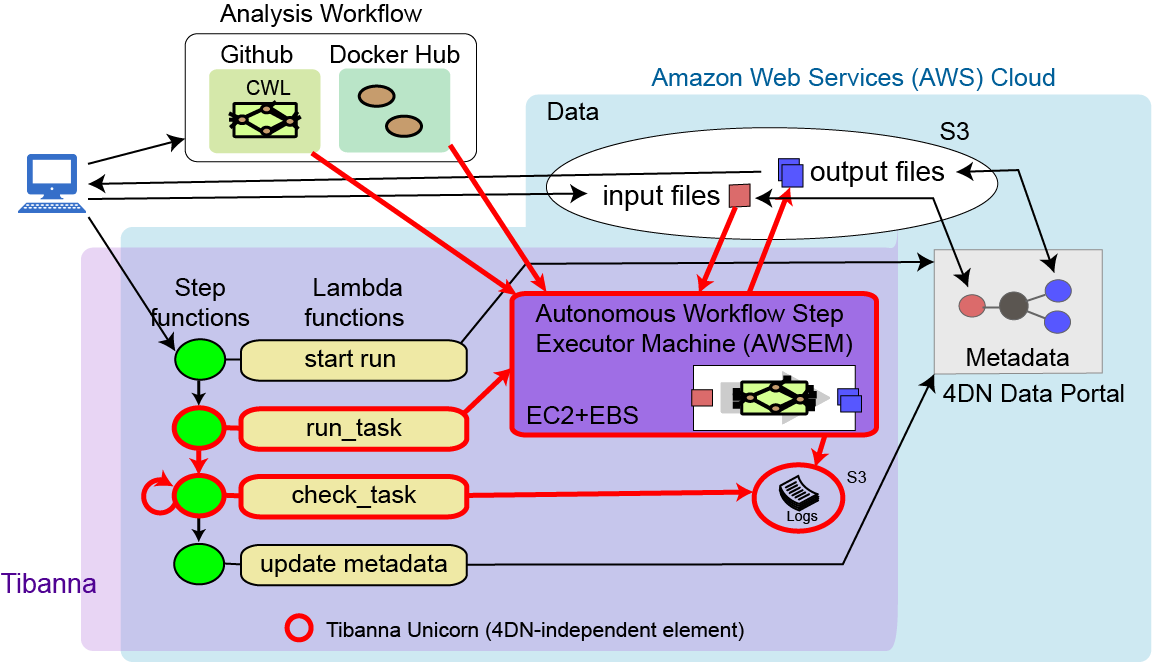 Analysis Workflow
Github
Docker Hub
CWL
Amazon Web Services (AWS) Cloud
Data
S3
output files
input files
Step
functions
Lambda
functions
start run
run_task
check_task
update metadata
Autonomous Workflow Step
Executor Machine (AWSEM)
EC2+EBS
Metadata
4DN Data Portal
S3
Logs
Tibanna
Tibanna Unicorn (4DN-independent element)